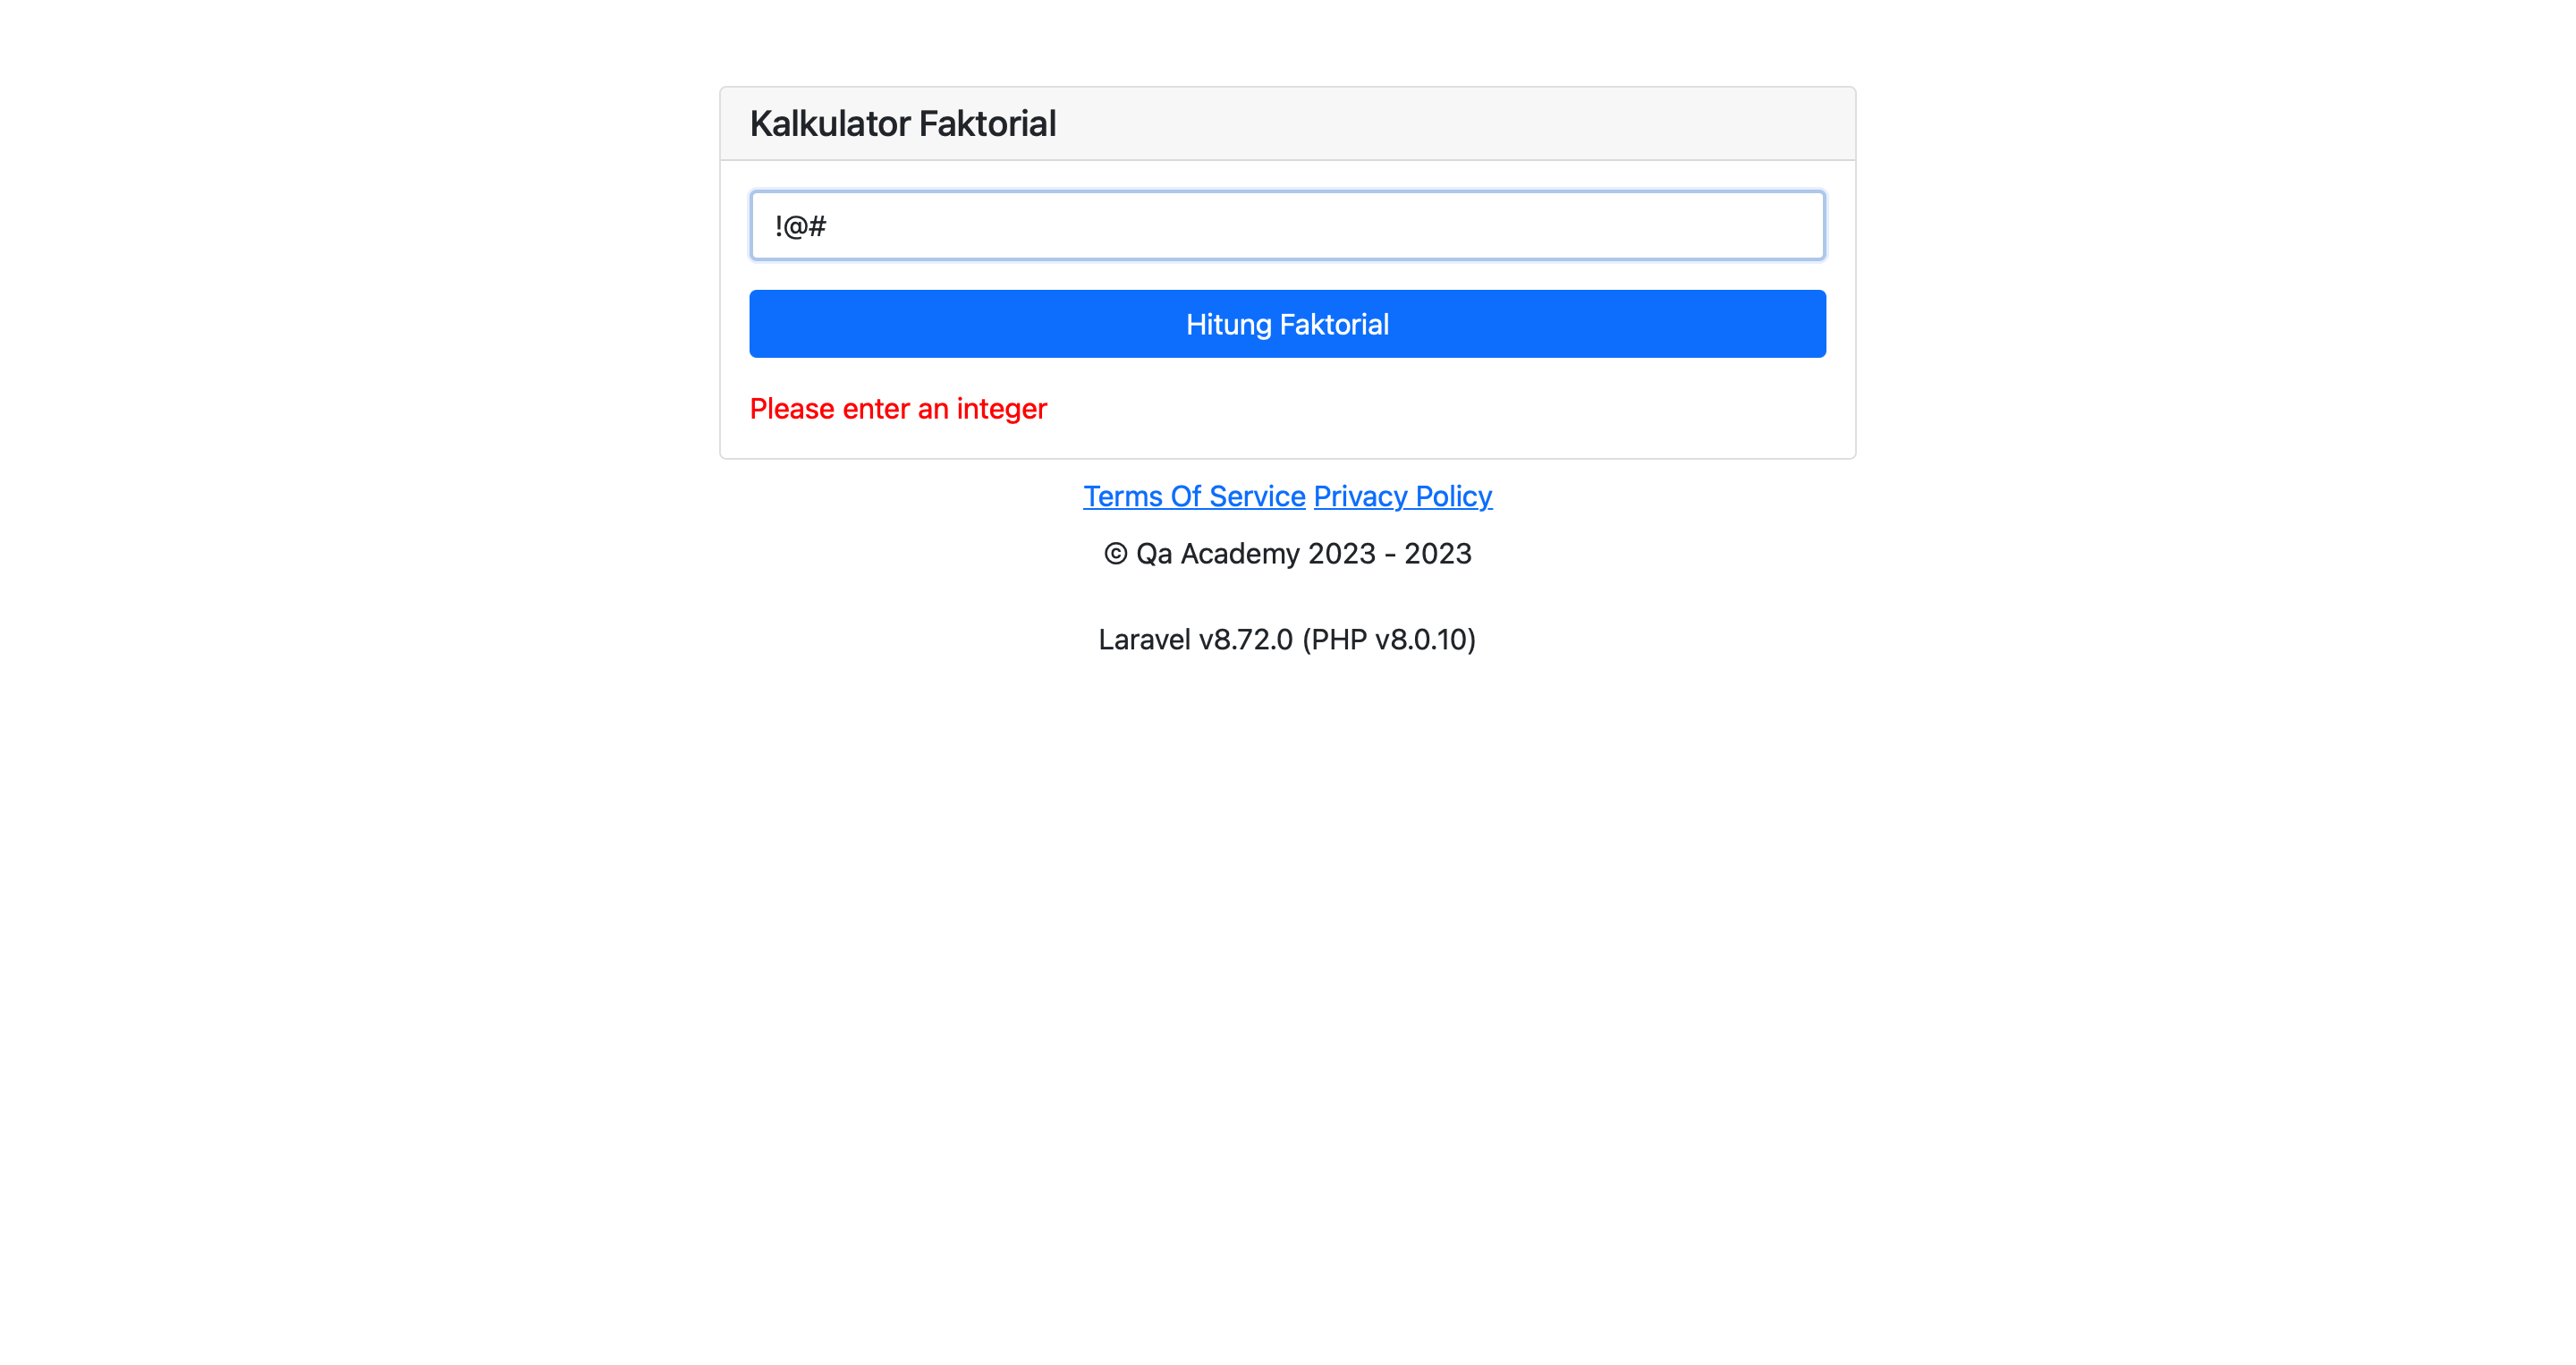 Kalkulator Faktorial
!@#
Hitung Faktorial
Please enter an integer
Terms Of Service Privacy Policy
© Qa Academy 2023 - 2023
Laravel v8.72.0 (PHP v8.0.10)